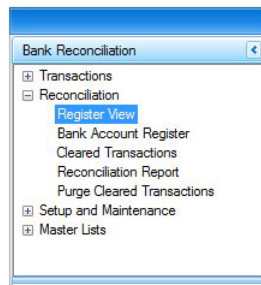 Bank Reconciliation
Transactions
Reconciliation
Register View
Bank Account Register
Cleared Transactions
Reconciliation Report
Purge Cleared Transactions
Setup and Maintenance
Master Lists